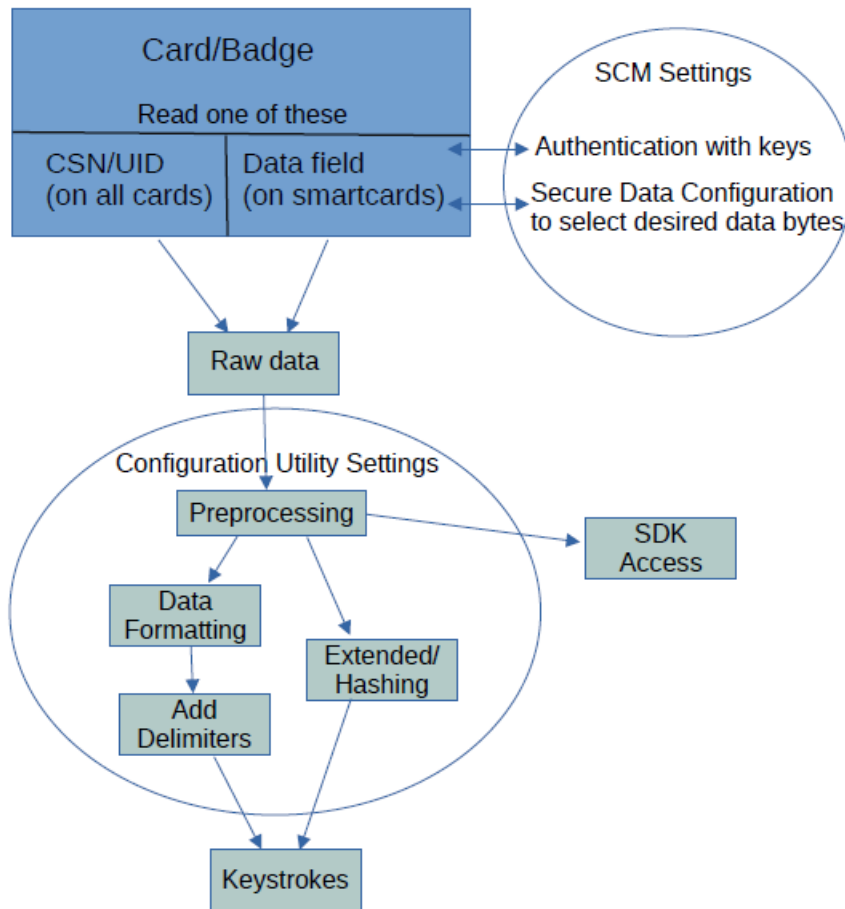 Card/Badge
Read one of these
CSN/UID
(on all cards)
Data field
(on smartcards)
SCM Settings
Authentication with keys
Secure Data Configuration
to select desired data bytes
Raw data
Configuration Utility Settings
Preprocessing
SDK
Access
Data
Formatting
Extended/
Hashing
Add
Delimiters
Keystrokes